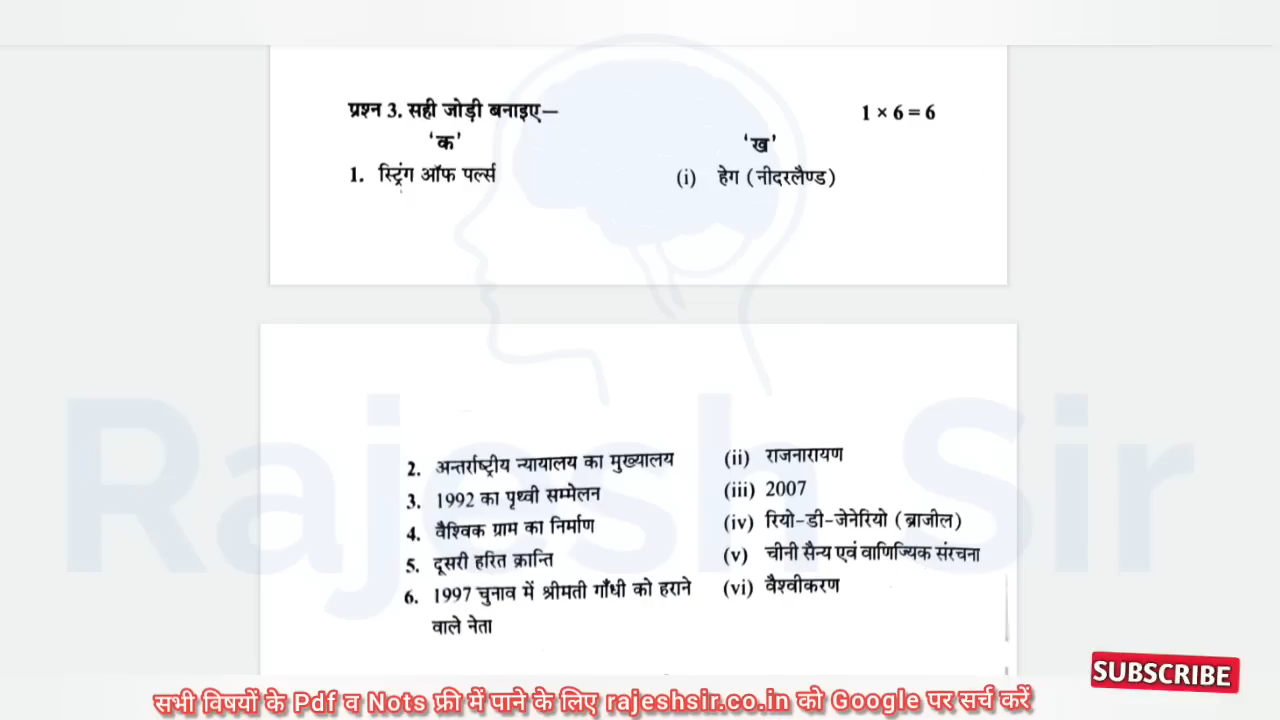 प्रश्न 3. सही जोड़ी बनाइए— 1 × 6 = 6
'क' 'ख'
1. स्ट्रिंग ऑफ पर्ल्स (i) हेग (नीदरलैण्ड)
2. अन्तर्राष्ट्रीय न्यायालय का मुख्यालय (ii) राजनारायण
3. 1992 का पृथ्वी सम्मेलन (iii) 2007
4. वैश्विक ग्राम का निर्माण (iv) रियो-डी-जेनेरियो (ब्राजील)
5. दूसरी हरित क्रान्ति (v) चीनी सैन्य एवं वाणिज्यिक संरचना
6. 1997 चुनाव में श्रीमती गाँधी को हराने (vi) वैश्वीकरण
वाले नेता
Rajesh Sir
SUBSCRIBE
सभी विषयों के Pdf व Nots फ्री में पाने के लिए rajeshsir.co.in को Google पर सर्च करें